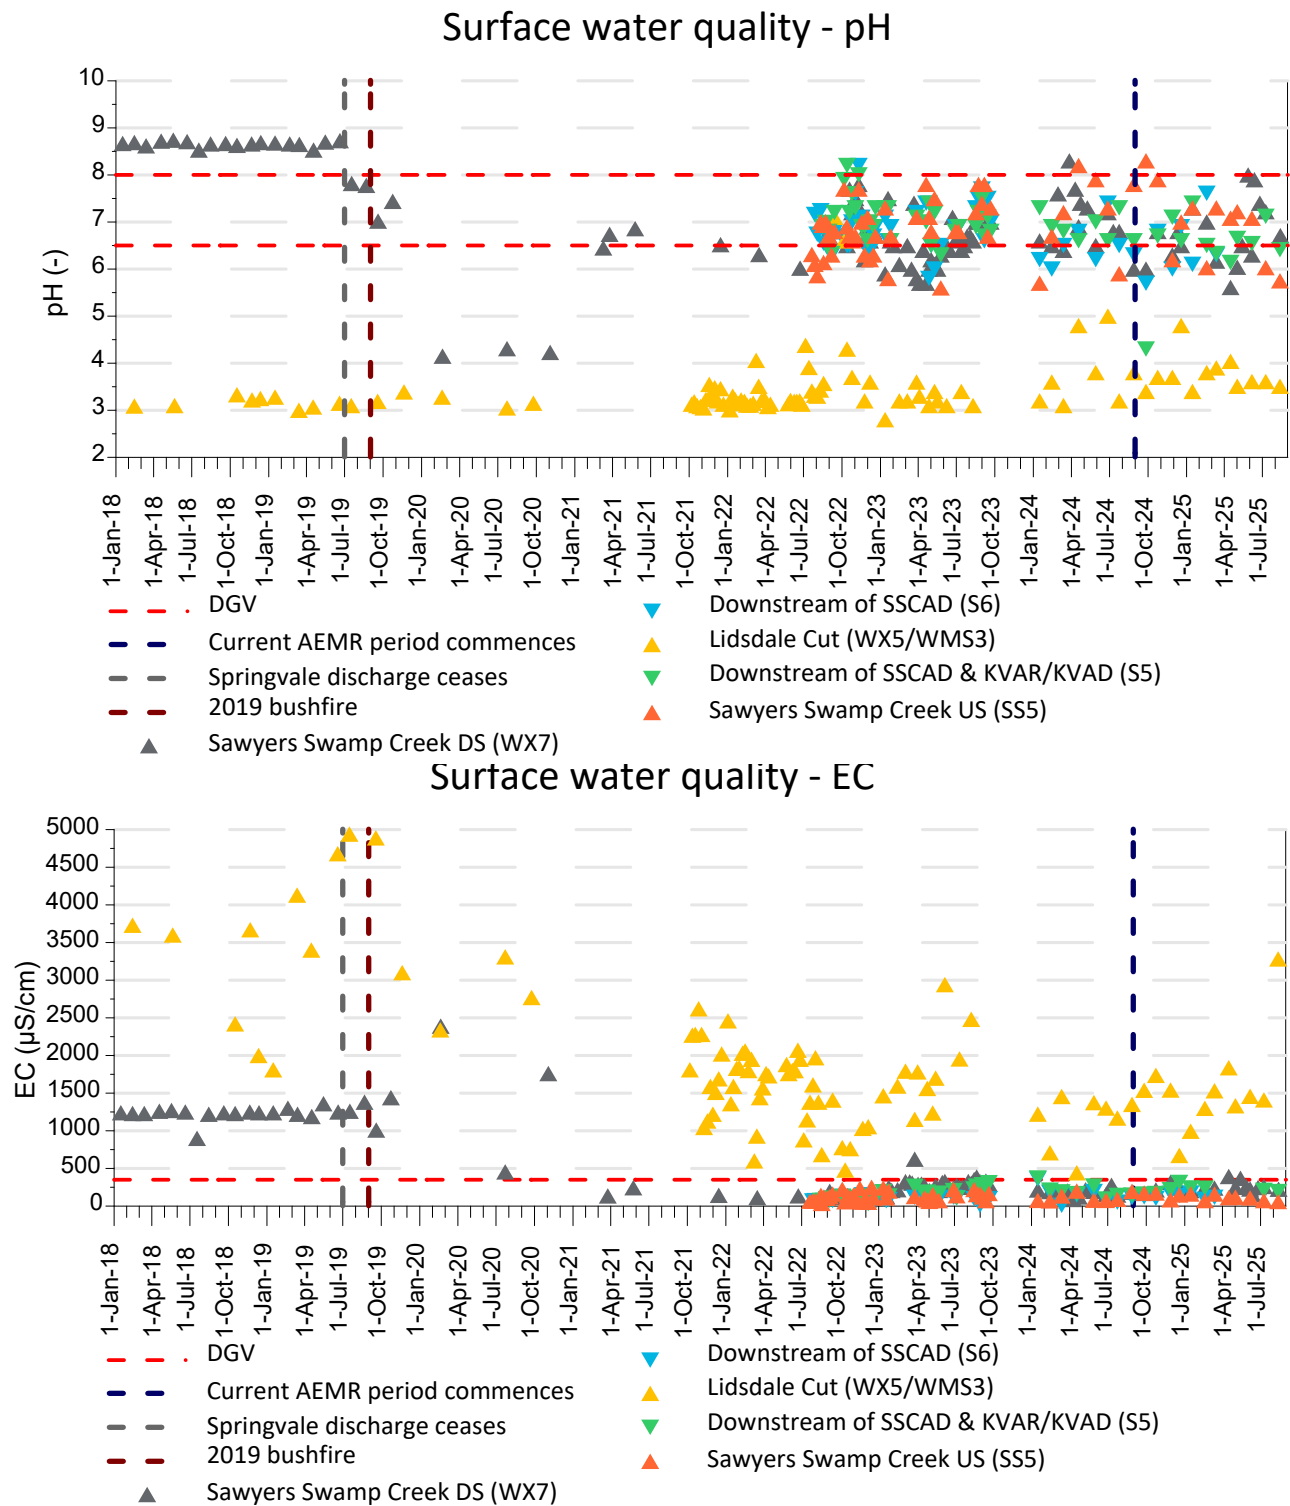 Surface water quality - pH
10
9
8
7
6
5
4
3
2
pH (-)
1-Jan-18
1-Apr-18
1-Jul-18
1-Oct-18
1-Jan-19
1-Apr-19
1-Jul-19
1-Oct-19
1-Jan-20
1-Apr-20
1-Jul-20
1-Oct-20
1-Jan-21
1-Apr-21
1-Jul-21
1-Oct-21
1-Jan-22
1-Apr-22
1-Jul-22
1-Oct-22
1-Jan-23
1-Apr-23
1-Jul-23
1-Oct-23
1-Jan-24
1-Apr-24
1-Jul-24
1-Oct-24
1-Jan-25
1-Apr-25
1-Jul-25
DGV
Current AEMR period commences
Springvale discharge ceases
2019 bushfire
Sawyers Swamp Creek DS (WX7)
Downstream of SSCAD (S6)
Lidsdale Cut (WX5/WMS3)
Downstream of SSCAD & KVAR/KVAD (S5)
Sawyers Swamp Creek US (SS5)
Surface water quality - EC
5000
4500
4000
3500
3000
2500
2000
1500
1000
500
0
EC (µS/cm)
1-Jan-18
1-Apr-18
1-Jul-18
1-Oct-18
1-Jan-19
1-Apr-19
1-Jul-19
1-Oct-19
1-Jan-20
1-Apr-20
1-Jul-20
1-Oct-20
1-Jan-21
1-Apr-21
1-Jul-21
1-Oct-21
1-Jan-22
1-Apr-22
1-Jul-22
1-Oct-22
1-Jan-23
1-Apr-23
1-Jul-23
1-Oct-23
1-Jan-24
1-Apr-24
1-Jul-24
1-Oct-24
1-Jan-25
1-Apr-25
1-Jul-25
DGV
Current AEMR period commences
Springvale discharge ceases
2019 bushfire
Sawyers Swamp Creek DS (WX7)
Downstream of SSCAD (S6)
Lidsdale Cut (WX5/WMS3)
Downstream of SSCAD & KVAR/KVAD (S5)
Sawyers Swamp Creek US (SS5)